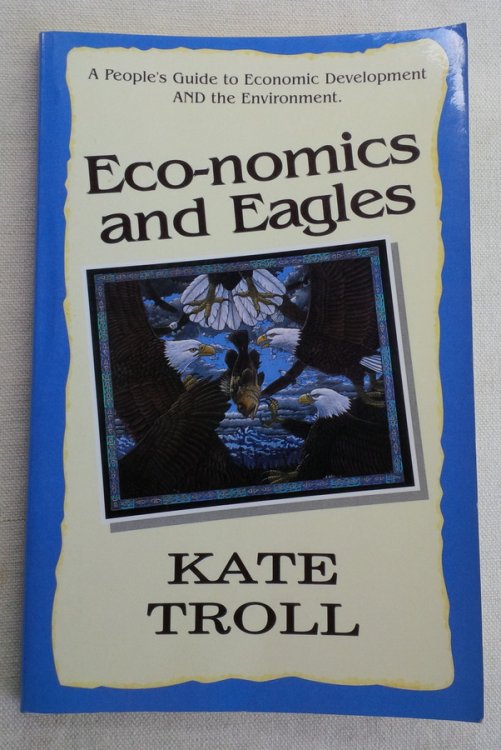 A People's Guide to Economic Development
AND the Environment.
Eco-nomics
and Eagles
KATE
TROLL